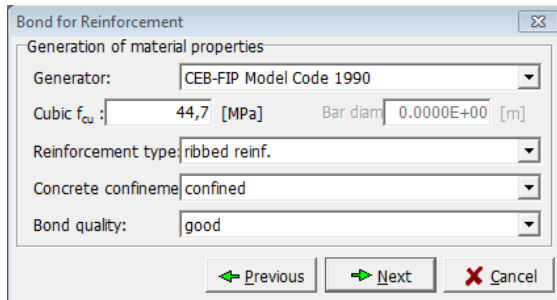 Bond for Reinforcement
Generation of material properties
Generator: CEB-FIP Model Code 1990
Cubic fcu : 44,7 [MPa] Bar diam 0.0000E+00 [m]
Reinforcement type: ribbed reinf.
Concrete confineme confined
Bond quality: good
Previous Next Cancel